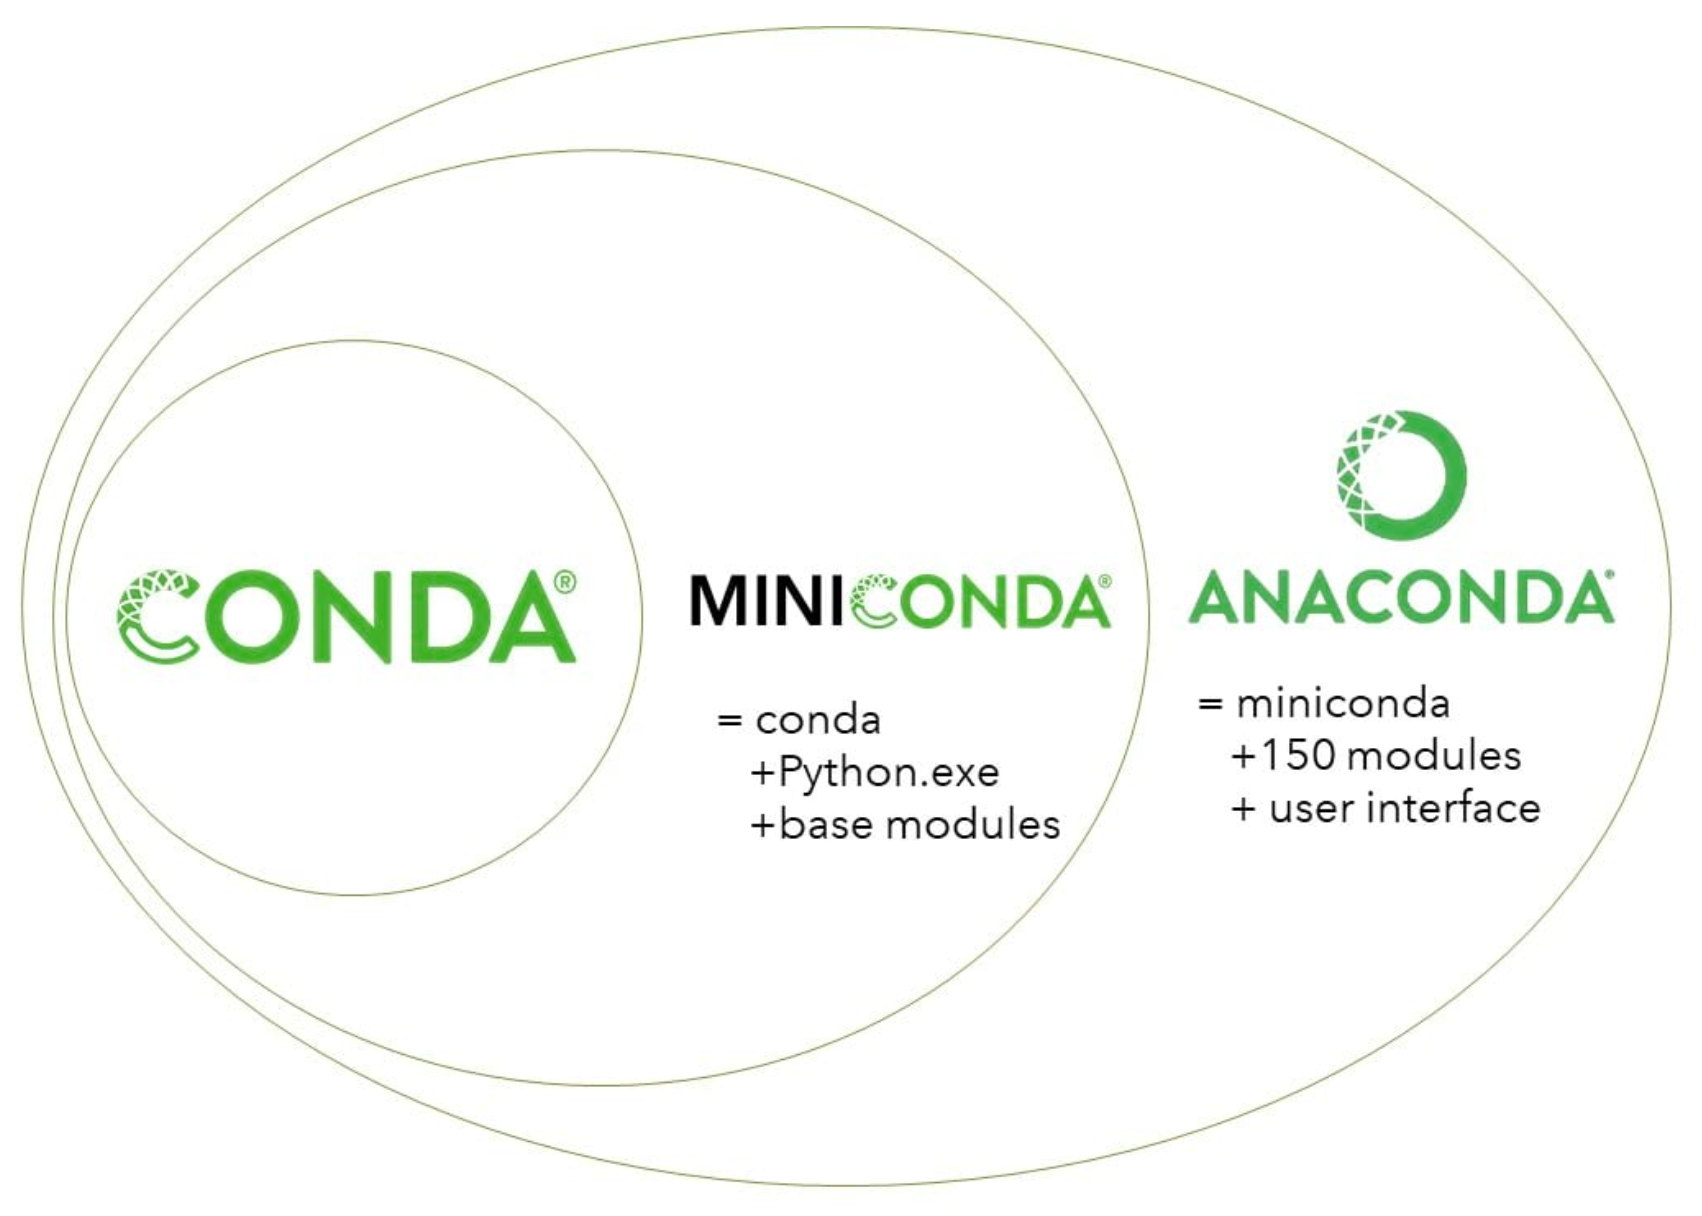 CONDA®
MINICONDA®
= conda
+Python.exe
+base modules
ANACONDA®
= miniconda
+150 modules
+ user interface